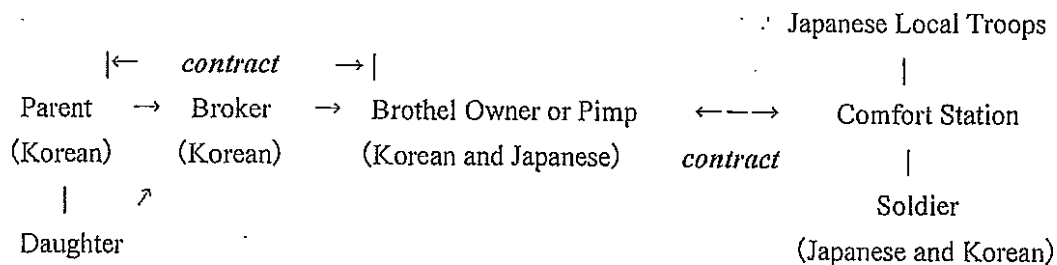 Japanese Local Troops
|← contract →| |
Parent → Broker → Brothel Owner or Pimp ←--→ Comfort Station
(Korean) (Korean) (Korean and Japanese) contract |
| ↗ Soldier
Daughter (Japanese and Korean)